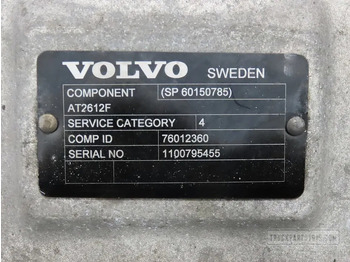 VOLVO SWEDEN
COMPONENT (SP 60150785)
AT2612F
SERVICE CATEGORY 4
COMP ID 76012360
SERIAL NO 1100795455